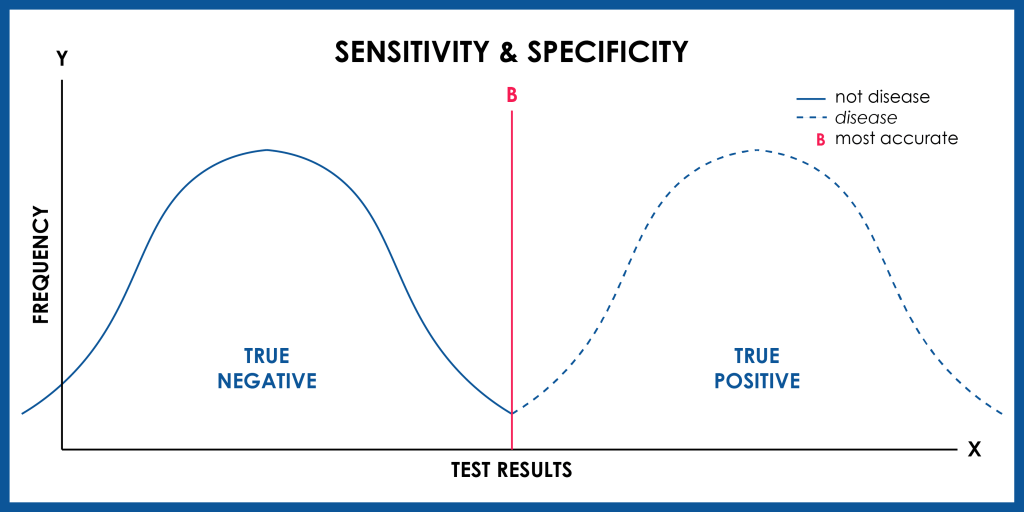 SENSITIVITY & SPECIFICITY
Y
B
not disease
disease
B most accurate
FREQUENCY
TRUE
NEGATIVE
TRUE
POSITIVE
X
TEST RESULTS